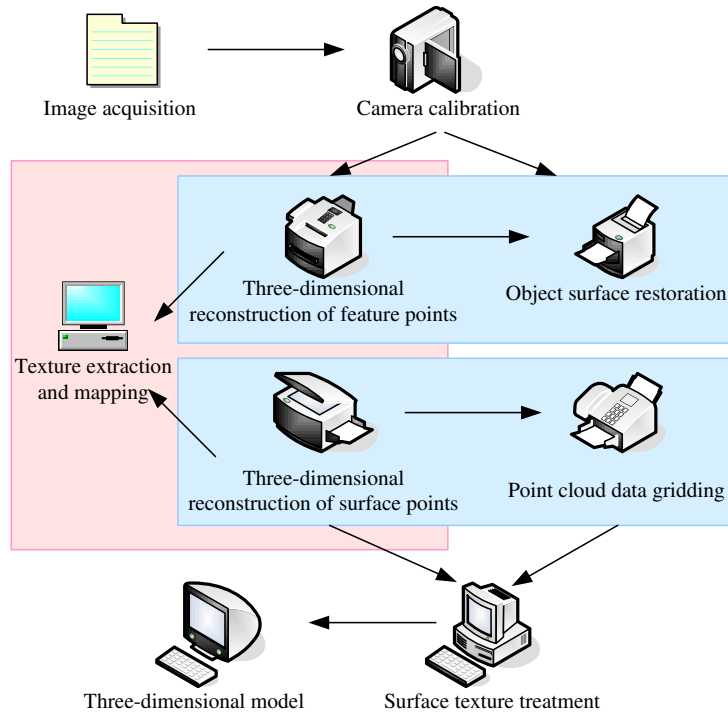 Image acquisition
Camera calibration
Three-dimensional
reconstruction of feature points
Object surface restoration
Texture extraction
and mapping
Three-dimensional
reconstruction of surface points
Point cloud data gridding
Three-dimensional model
Surface texture treatment